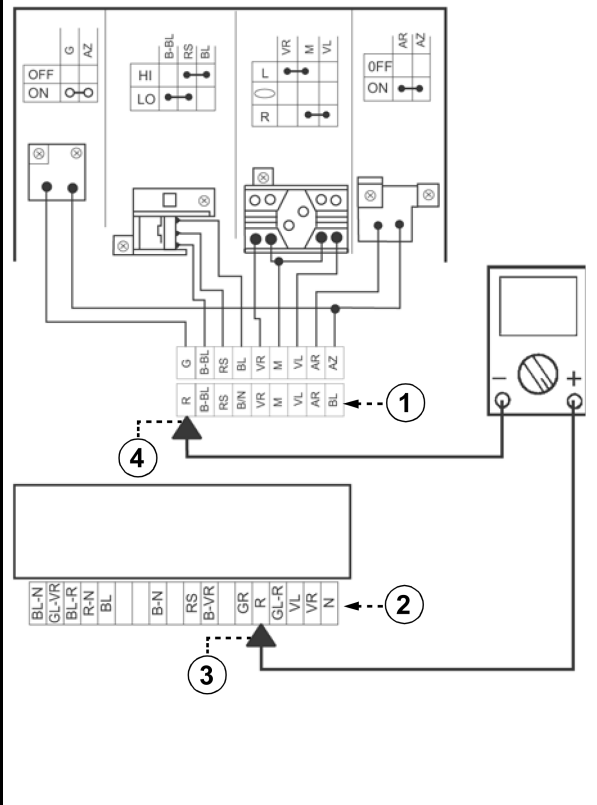 G AZ
OFF
ON
B-BL RS BL
HI
LO
VR M VL
L
R
AR AZ
0FF
ON
G B-BL RS BL VR M VL AR AZ
R B-BL RS B/N VR M VL AR BL
1
4
− +
BL-N GL-VR BL-R R-N BL B-N RS B-VR GR R GL-R VL VR N
2
3